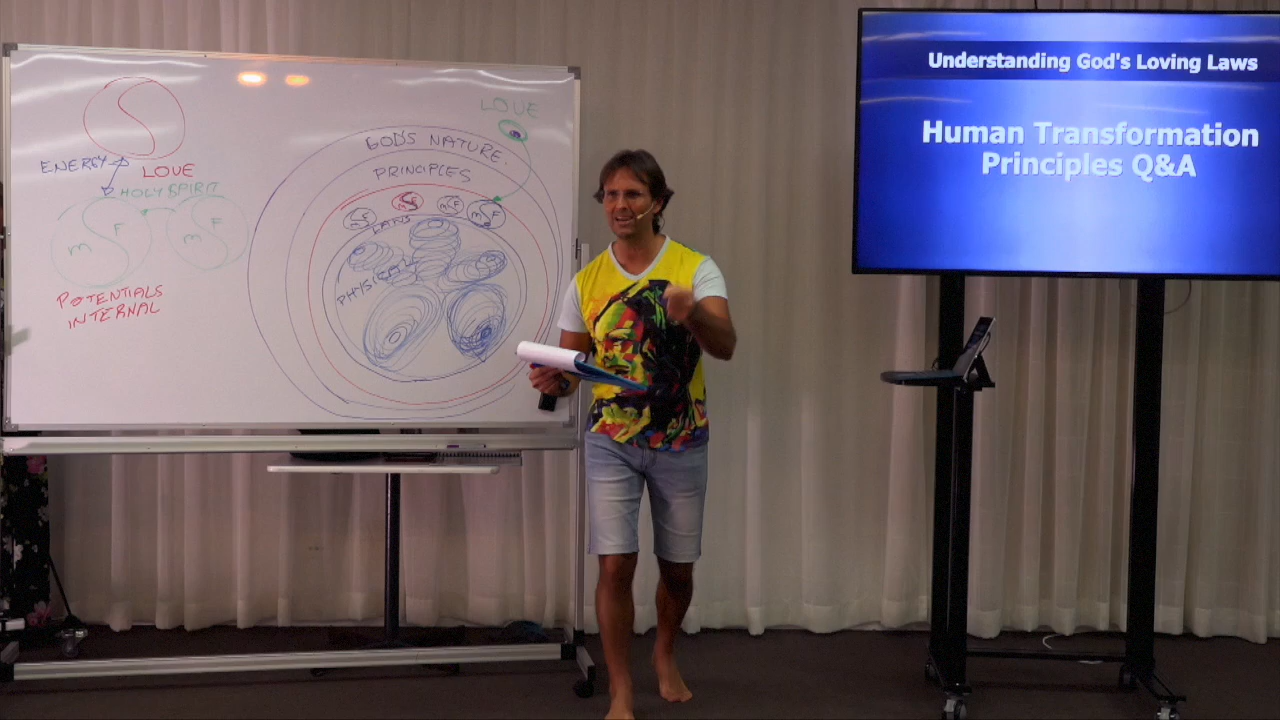 ENERGY
LOVE
HOLY SPIRIT
m F
m F
POTENTIALS
INTERNAL
LOVE
GOD'S NATURE.
PRINCIPLES
m F
m F
m F
m F
LAWS
PHYSICAL
Understanding God's Loving Laws
Human Transformation
Principles Q&A